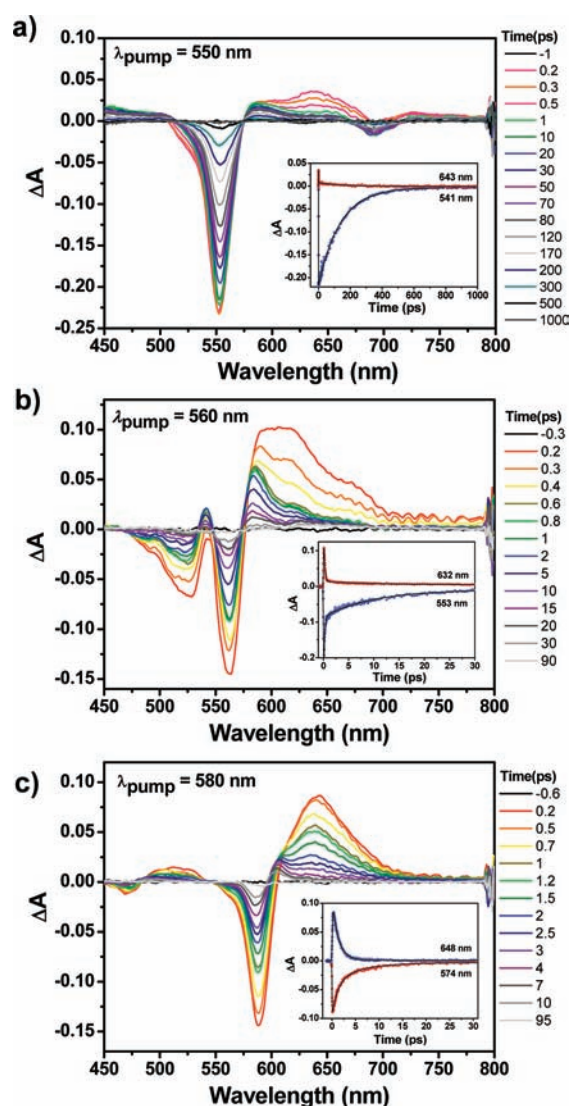 a)
λpump = 550 nm
Time(ps)
-1
0.2
0.3
0.5
1
10
20
30
50
70
80
120
170
200
300
500
1000
0.10
0.05
0.00
-0.05
-0.10
-0.15
-0.20
-0.25
ΔA
0.05
0.00
-0.05
-0.10
-0.15
-0.20
ΔA
643 nm
541 nm
0 200 400 600 800 1000
Time (ps)
450 500 550 600 650 700 750 800
Wavelength (nm)
b)
λpump = 560 nm
Time(ps)
-0.3
0.2
0.3
0.4
0.6
0.8
1
2
5
10
15
20
30
90
0.10
0.05
0.00
-0.05
-0.10
-0.15
ΔA
0.1
0.0
-0.1
-0.2
ΔA
632 nm
553 nm
0 5 10 15 20 25 30
Time (ps)
450 500 550 600 650 700 750 800
Wavelength (nm)
c)
λpump = 580 nm
Time(ps)
-0.6
0.2
0.5
0.7
1
1.2
1.5
2
2.5
3
4
7
10
95
0.10
0.05
0.00
-0.05
-0.10
-0.15
ΔA
0.10
0.05
0.00
-0.05
-0.10
ΔA
648 nm
574 nm
0 5 10 15 20 25 30
Time (ps)
450 500 550 600 650 700 750 800
Wavelength (nm)